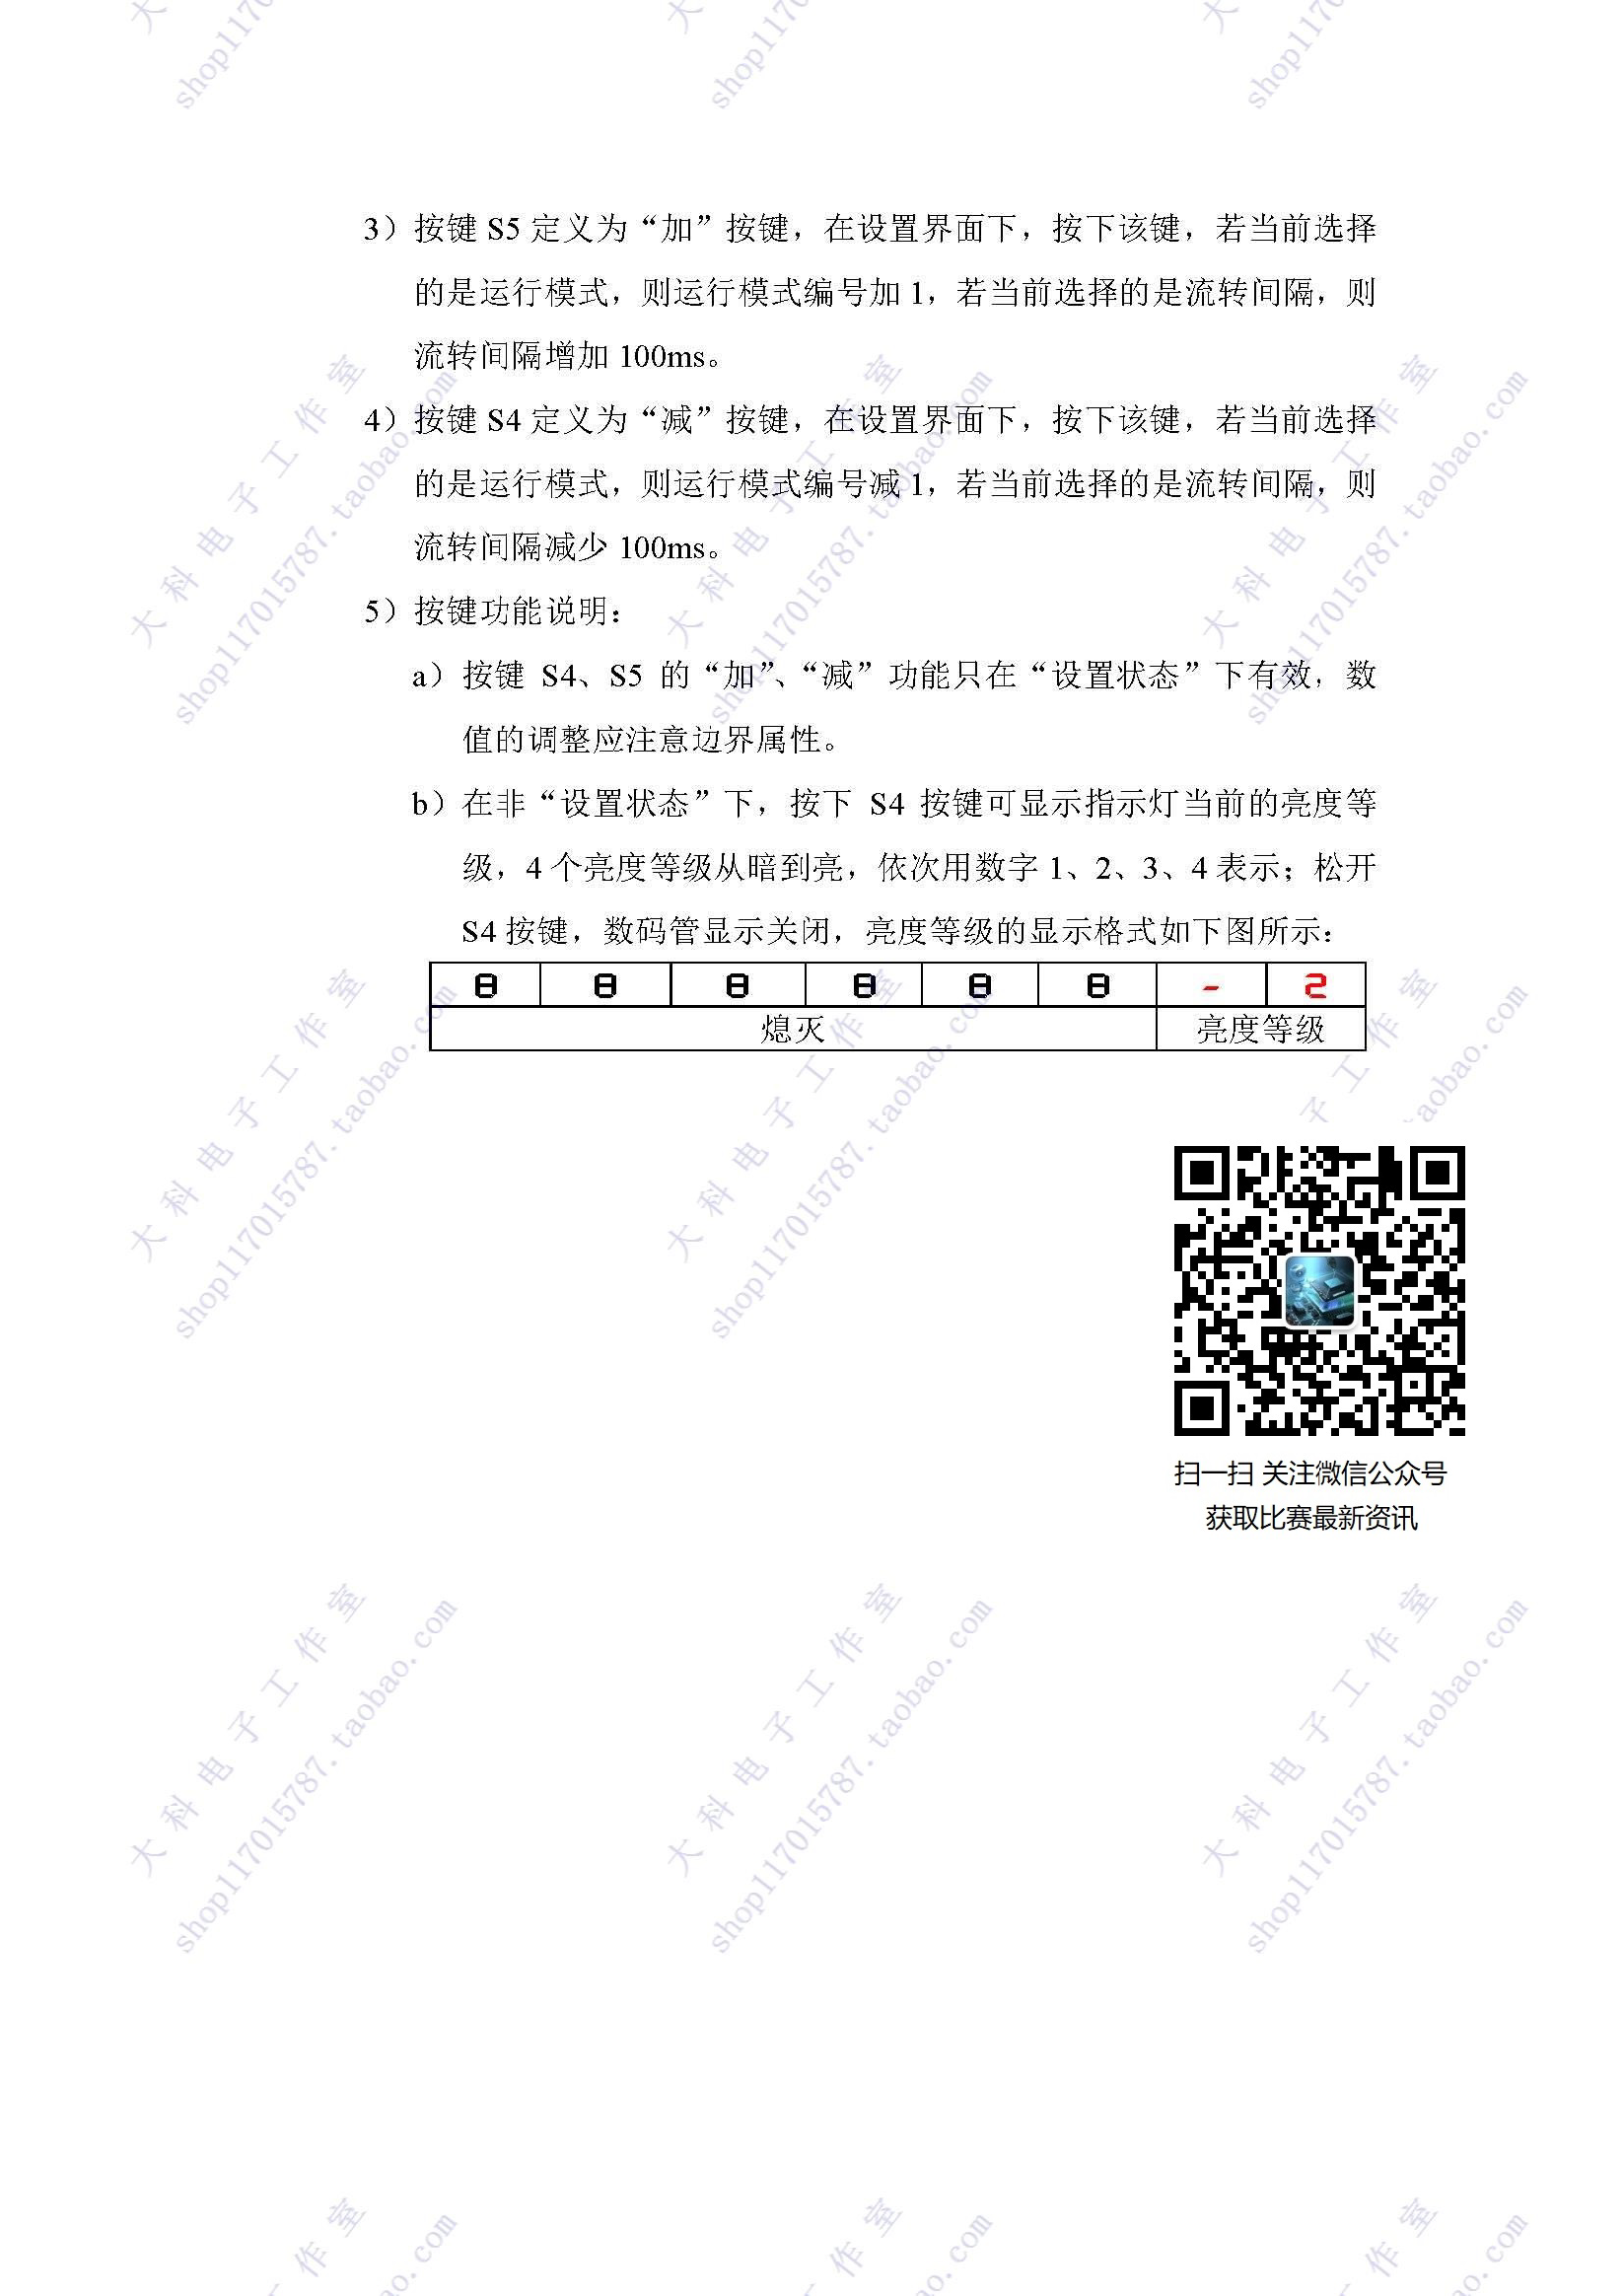 3）按键 S5 定义为“加”按键，在设置界面下，按下该键，若当前选择
的是运行模式，则运行模式编号加 1，若当前选择的是流转间隔，则
流转间隔增加 100ms。
4）按键 S4 定义为“减”按键，在设置界面下，按下该键，若当前选择
的是运行模式，则运行模式编号减 1，若当前选择的是流转间隔，则
流转间隔减少 100ms。
5）按键功能说明：
a）按键 S4、S5 的“加”、“减”功能只在“设置状态”下有效，数
值的调整应注意边界属性。
b）在非“设置状态”下，按下 S4 按键可显示指示灯当前的亮度等
级，4 个亮度等级从暗到亮，依次用数字 1、2、3、4 表示；松开
S4 按键，数码管显示关闭，亮度等级的显示格式如下图所示：
8 8 8 8 8 8 - 2
熄灭 亮度等级
扫一扫 关注微信公众号
获取比赛最新资讯
大科电子工作室
shop117015787.taobao.com